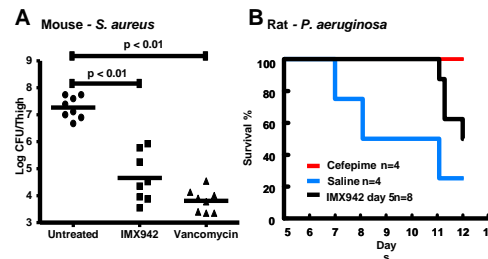 A Mouse - S. aureus
p < 0.01
p < 0.01
Log CFU/Thigh
9
8
7
6
5
4
3
Untreated IMX942 Vancomycin
B Rat - P. aeruginosa
Survival %
100
80
60
40
20
0
Cefepime n=4
Saline n=4
IMX942 day 5n=8
5 6 7 8 9 10 11 12 1
Day
s